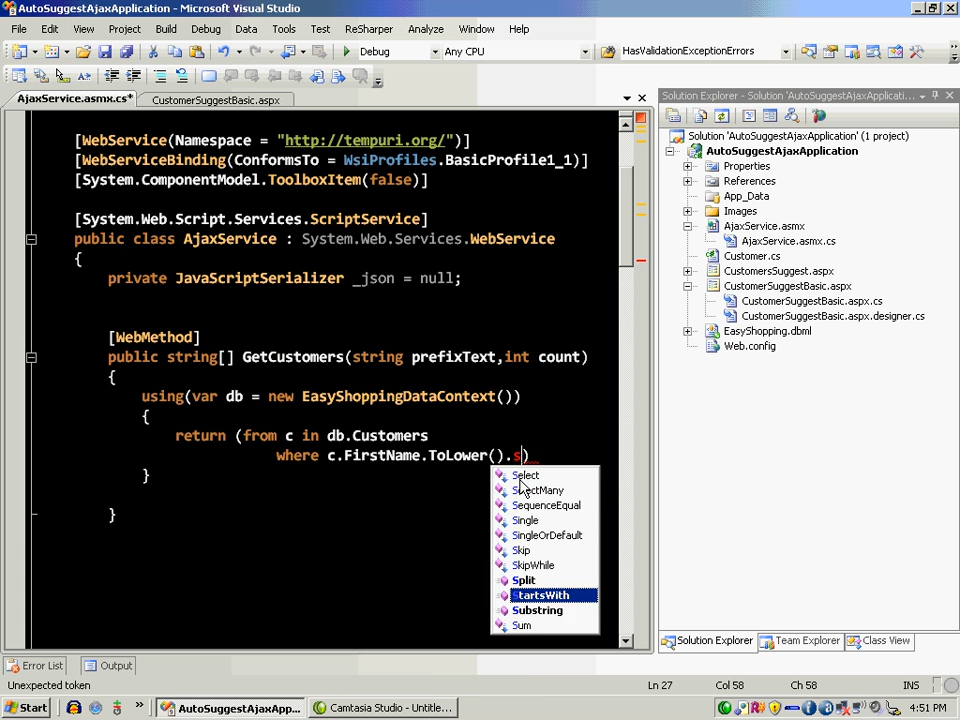 AutoSuggestAjaxApplication - Microsoft Visual Studio
File Edit View Project Build Debug Data Tools Test ReSharper Analyze Window Help
Debug Any CPU HasValidationExceptionErrors
AjaxService.asmx.cs* CustomerSuggestBasic.aspx
[WebService(Namespace = "http://tempuri.org/")]
[WebServiceBinding(ConformsTo = WsiProfiles.BasicProfile1_1)]
[System.ComponentModel.ToolboxItem(false)]
[System.Web.Script.Services.ScriptService]
public class AjaxService : System.Web.Services.WebService
{
private JavaScriptSerializer _json = null;
[WebMethod]
public string[] GetCustomers(string prefixText,int count)
{
using(var db = new EasyShoppingDataContext())
{
return (from c in db.Customers
where c.FirstName.ToLower().s)
}
}
Select
SelectMany
SequenceEqual
Single
SingleOrDefault
Skip
SkipWhile
Split
StartsWith
Substring
Sum
Solution Explorer - Solution 'AutoSuggestAjaxApplicati...
Solution 'AutoSuggestAjaxApplication' (1 project)
AutoSuggestAjaxApplication
Properties
References
App_Data
Images
AjaxService.asmx
AjaxService.asmx.cs
Customer.cs
CustomersSuggest.aspx
CustomerSuggestBasic.aspx
CustomerSuggestBasic.aspx.cs
CustomerSuggestBasic.aspx.designer.cs
EasyShopping.dbml
Web.config
Solution Explorer Team Explorer Class View
Error List Output
Unexpected token Ln 27 Col 58 Ch 58 INS
Start AutoSuggestAjaxApp... Camtasia Studio - Untitle... 4:51 PM